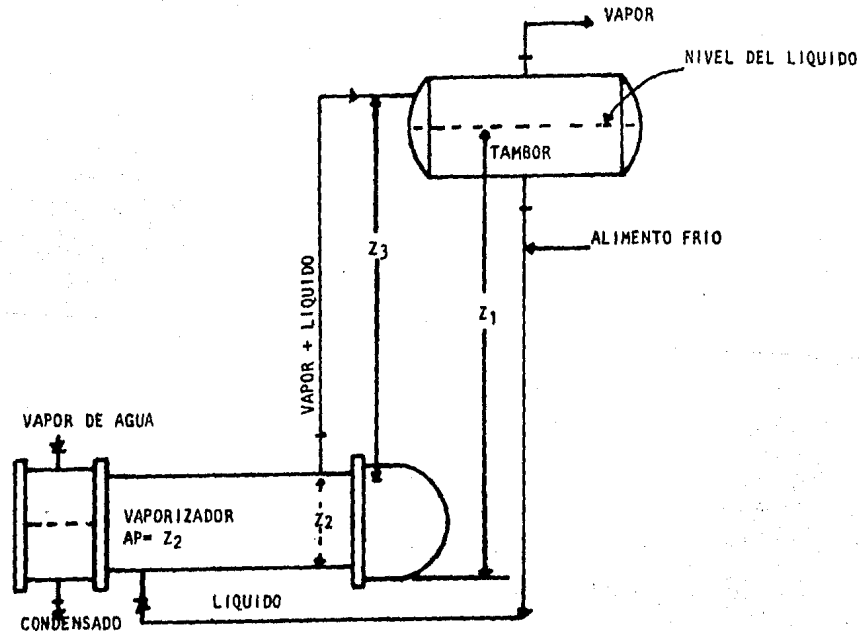 VAPOR
NIVEL DEL LIQUIDO
TAMBOR
ALIMENTO FRIO
Z3
Z1
VAPOR + LIQUIDO
VAPOR DE AGUA
VAPORIZADOR
AP= Z2
Z2
LIQUIDO
CONDENSADO